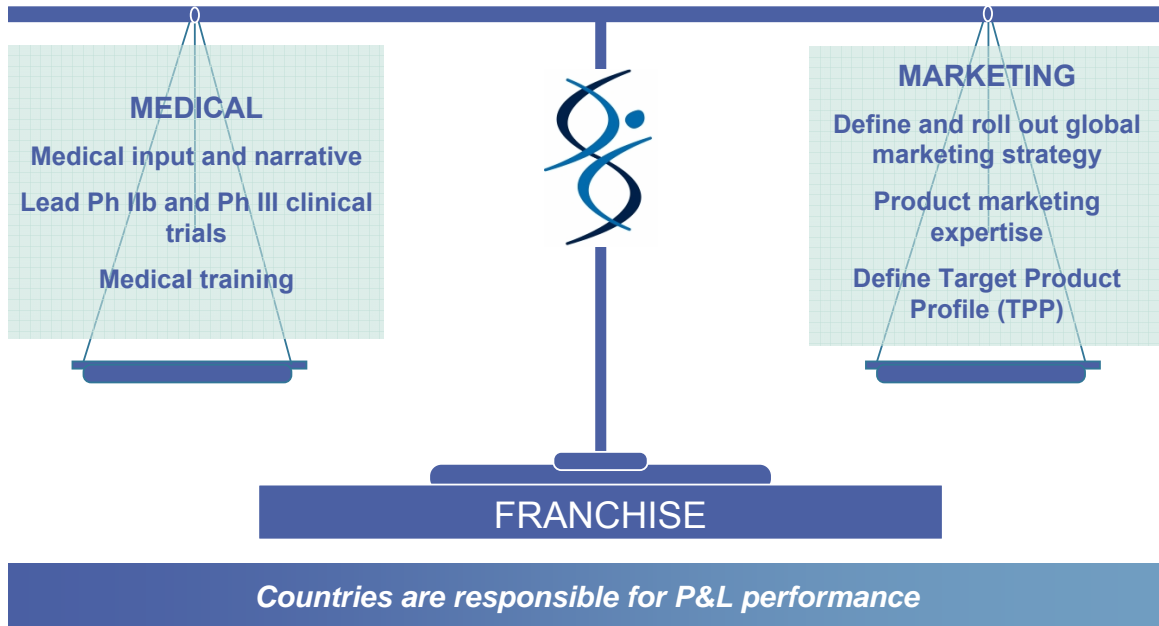 MEDICAL
Medical input and narrative
Lead Ph IIb and Ph III clinical
trials
Medical training
MARKETING
Define and roll out global
marketing strategy
Product marketing
expertise
Define Target Product
Profile (TPP)
FRANCHISE
Countries are responsible for P&L performance